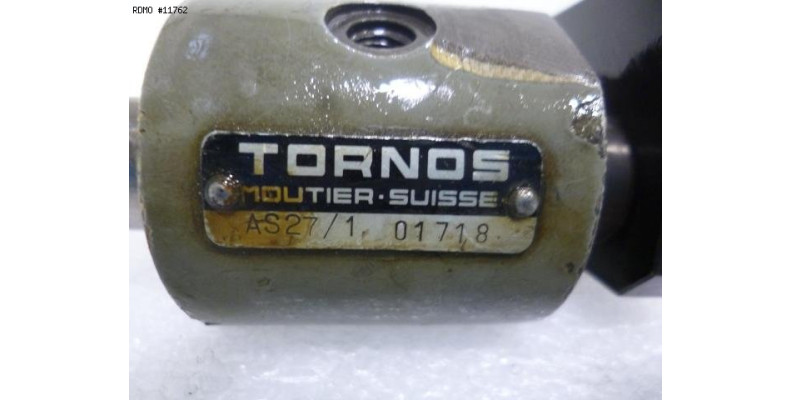 RDMO #11762
TORNOS
MOUTIER·SUISSE
AS27/1 01718